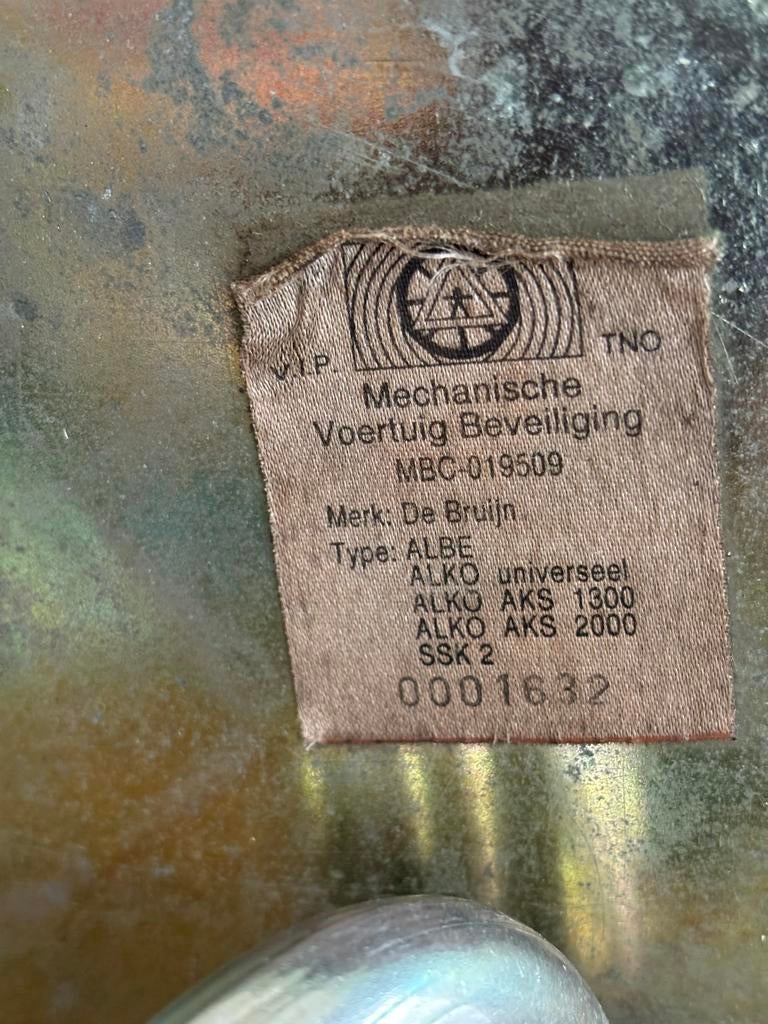 V.I.P.
TNO
Mechanische
Voertuig Beveiliging
MBC-019509
Merk: De Bruijn
Type: ALBE
ALKO universeel
ALKO AKS 1300
ALKO AKS 2000
SSK 2
0001632